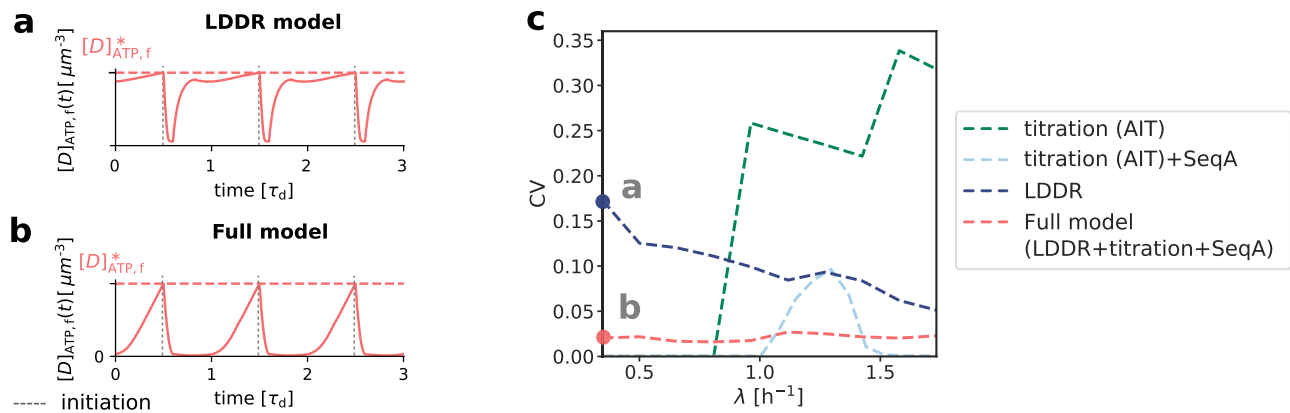 a
LDDR model
[D]*ATP, f
[D]ATP, f(t)[ μm-3]
0
0
1
2
3
time [τd]
b
Full model
[D]*ATP, f
[D]ATP, f(t)[ μm-3]
0
0
1
2
3
time [τd]
initiation
c
0.35
0.30
0.25
0.20
0.15
0.10
0.05
0.00
CV
a
b
0.5
1.0
1.5
λ [h−1]
titration (AIT)
titration (AIT)+SeqA
LDDR
Full model
(LDDR+titration+SeqA)